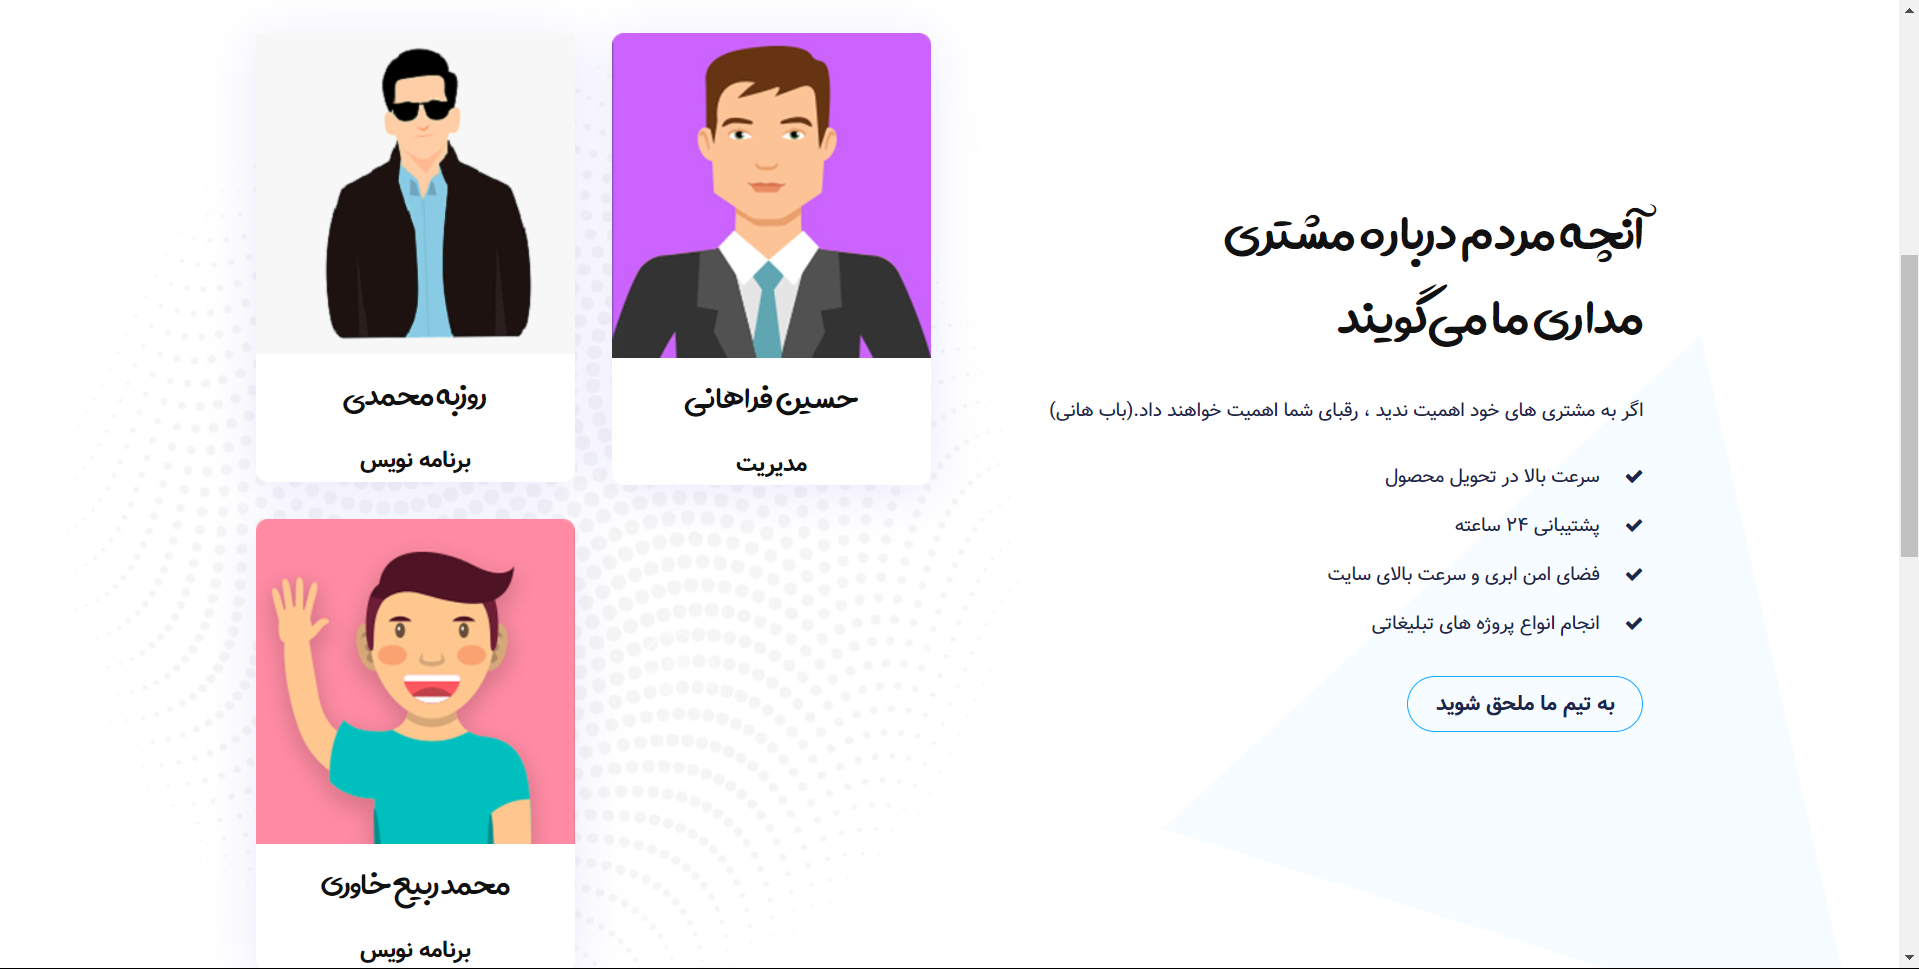 آنچه مردم درباره مشتری
مداری ما می‌گویند
اگر به مشتری های خود اهمیت ندید ، رقبای شما اهمیت خواهند داد.(باب هانی)
سرعت بالا در تحویل محصول
پشتیبانی ۲۴ ساعته
فضای امن ابری و سرعت بالای سایت
انجام انواع پروژه های تبلیغاتی
به تیم ما ملحق شوید
حسین فراهانی
مدیریت
روزبه محمدی
برنامه نویس
محمد ربیع خاوری
برنامه نویس